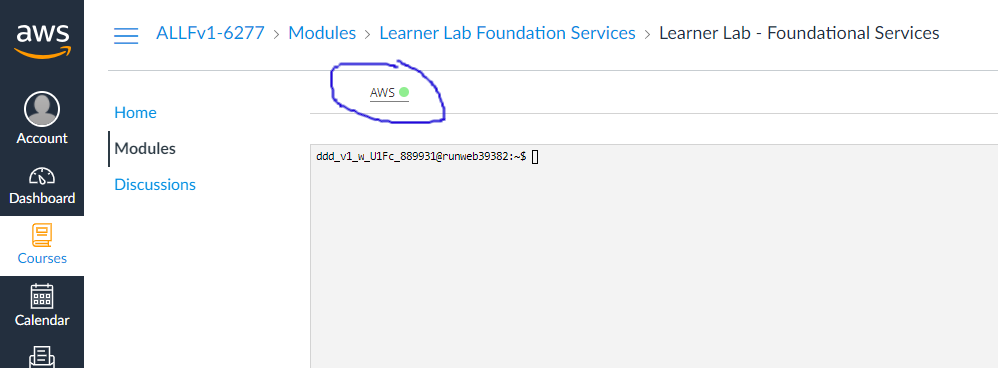 aws
ALLFv1-6277 > Modules > Learner Lab Foundation Services > Learner Lab - Foundational Services
AWS
Account
Dashboard
Courses
Calendar
Home
Modules
Discussions
ddd_v1_w_U1Fc_889931@runweb39382:~$